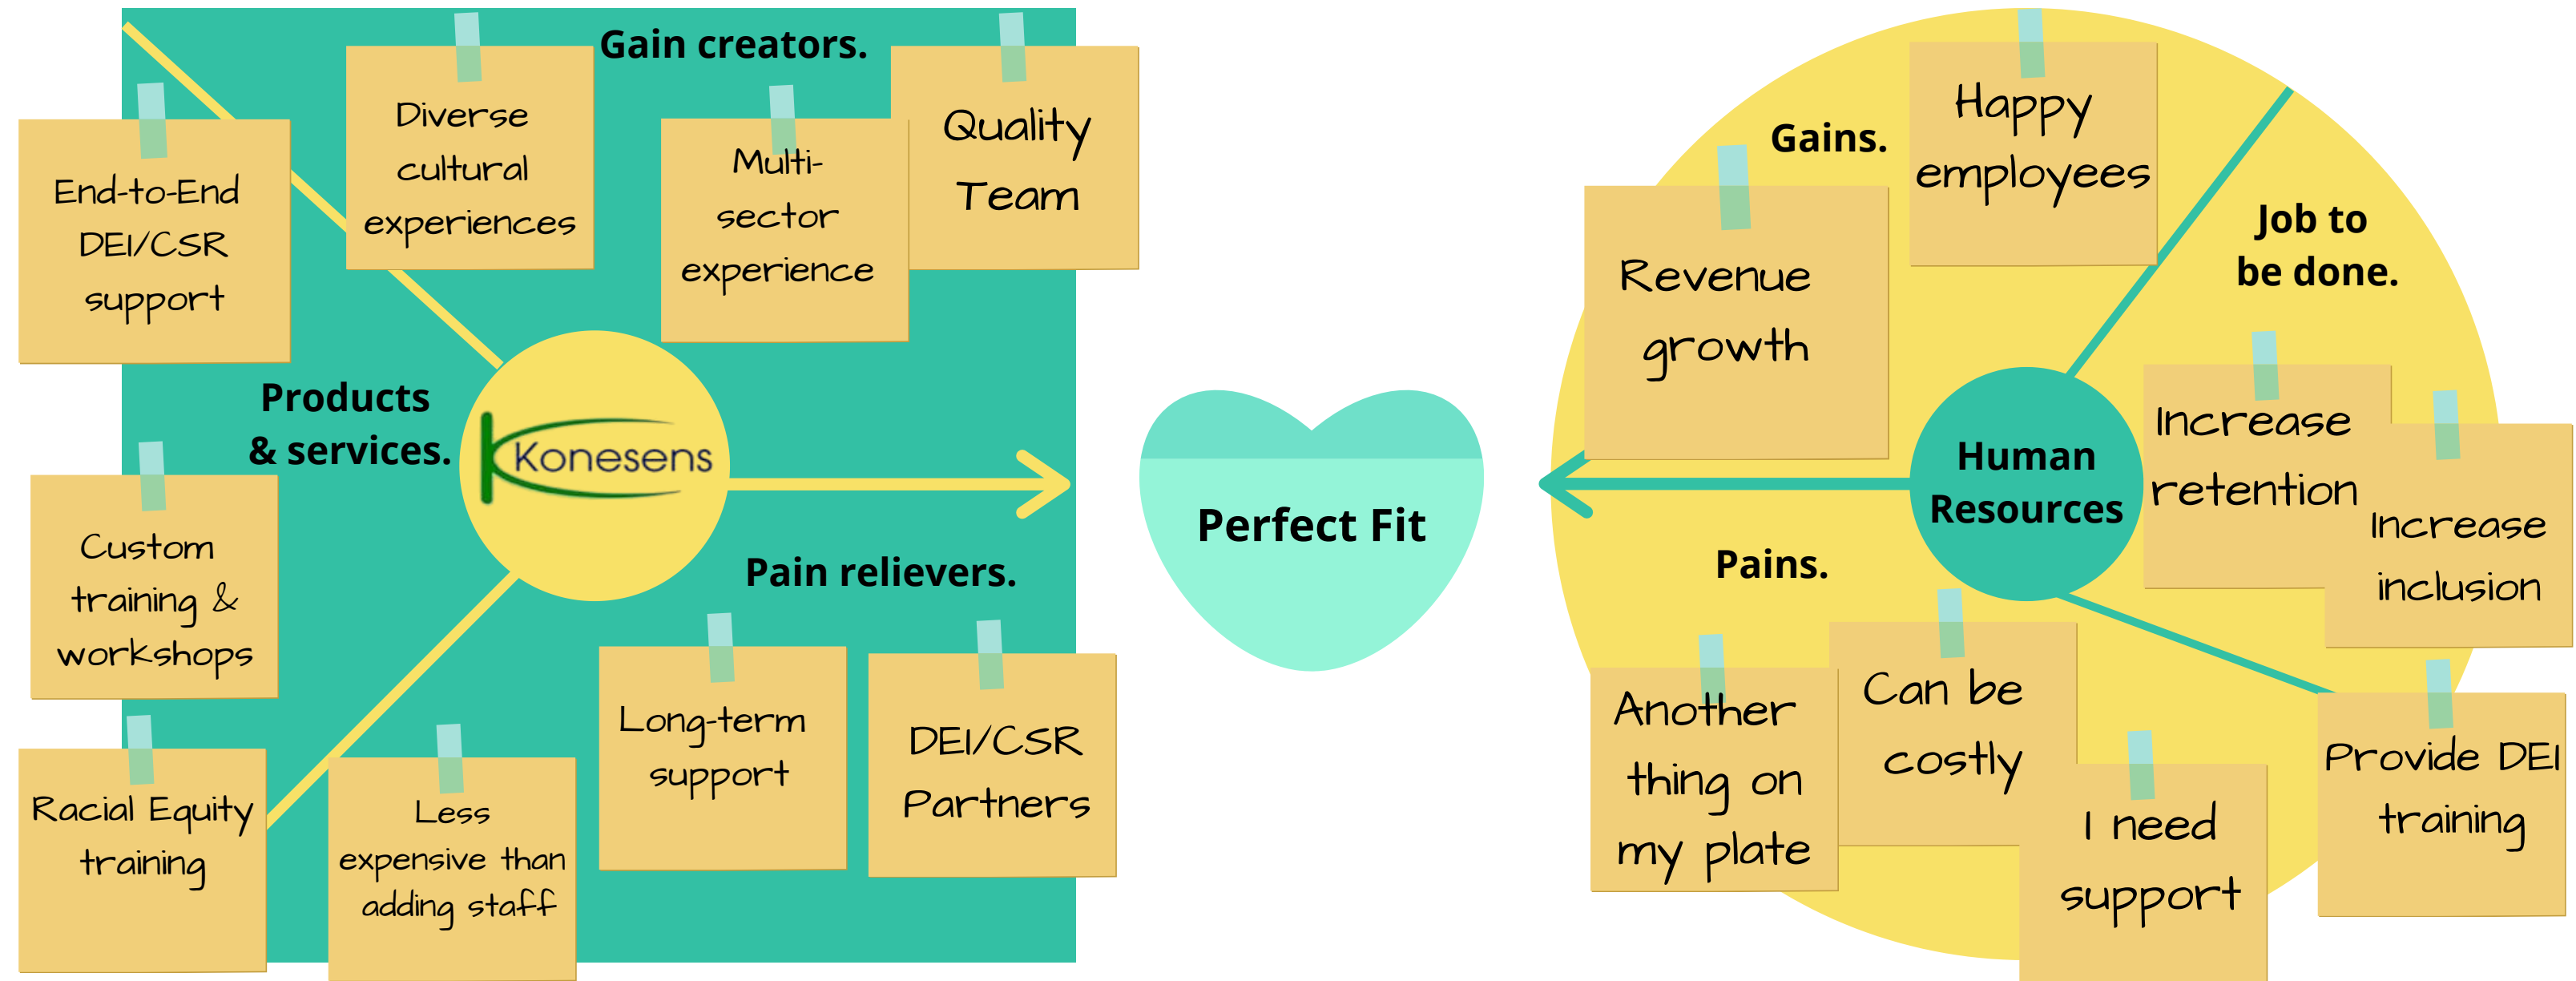 Gain creators.
Diverse
cultural
experiences
Multi-
sector
experience
Quality
Team
End-to-End
DEI/CSR
support
Products
& services.
Custom
training &
workshops
Racial Equity
training
Konesens
Pain relievers.
Less
expensive than
adding staff
Long-term
support
DEI/CSR
Partners
Perfect Fit
Gains.
Happy
employees
Revenue
growth
Job to
be done.
Increase
retention
Increase
inclusion
Provide DEI
training
Human
Resources
Pains.
Another
thing on
my plate
Can be
costly
I need
support